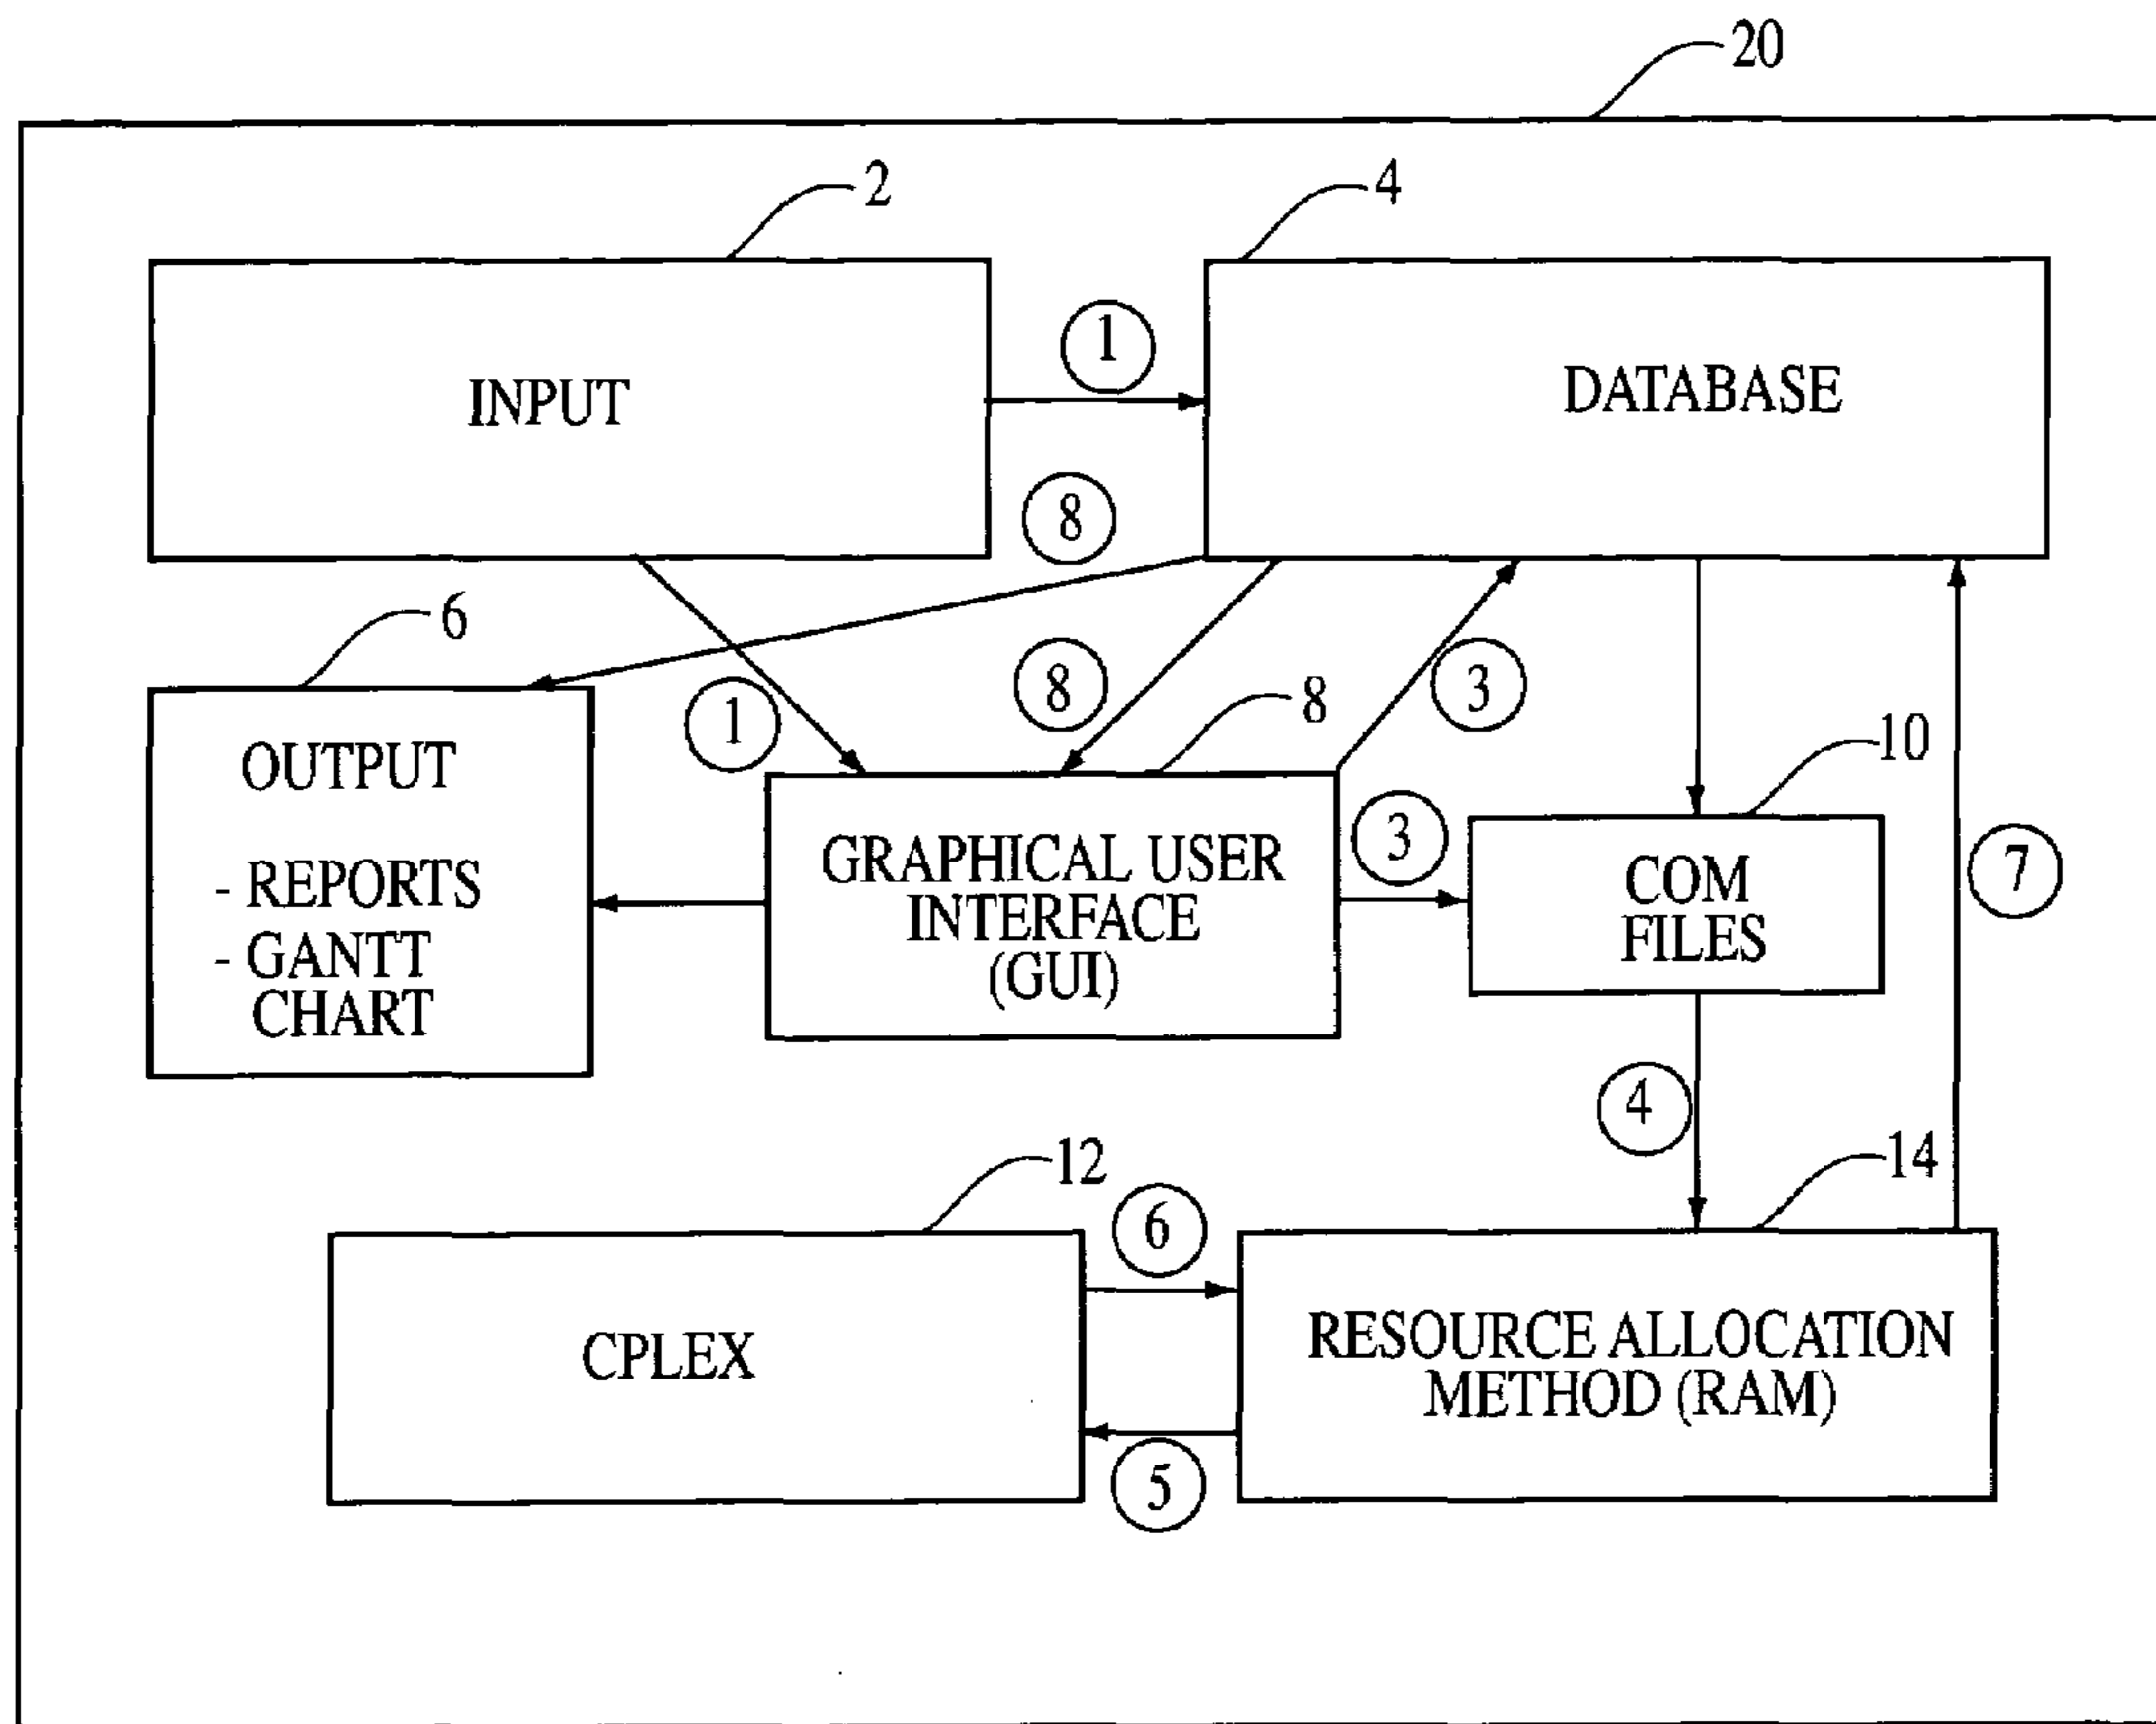 20
2
4
1
INPUT
DATABASE
8
6
1
8
8
3
10
OUTPUT
- REPORTS
- GANTT
CHART
GRAPHICAL USER
INTERFACE
(GUI)
3
COM
FILES
7
4
12
14
6
CPLEX
RESOURCE ALLOCATION
METHOD (RAM)
5